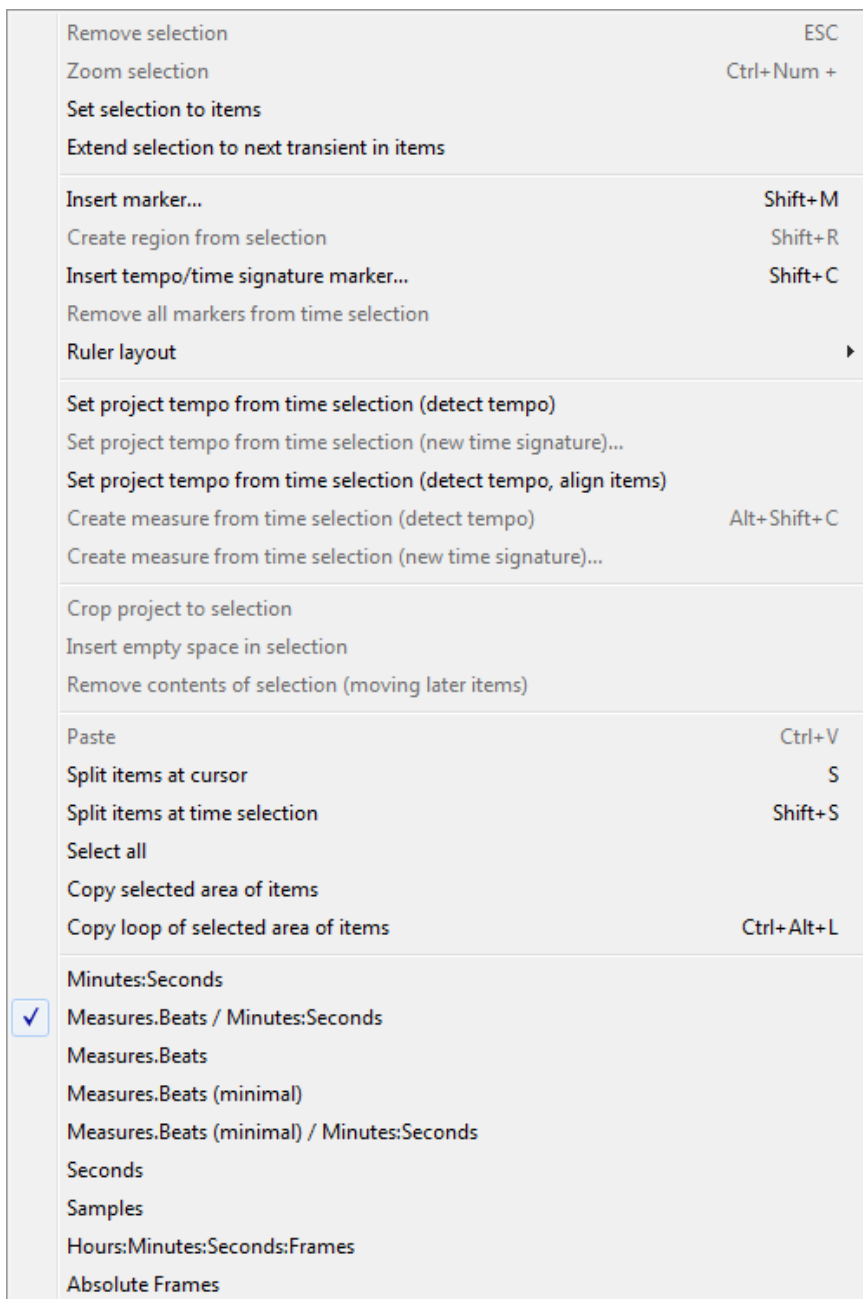 Remove selection ESC
Zoom selection Ctrl+Num +
Set selection to items
Extend selection to next transient in items
Insert marker... Shift+M
Create region from selection Shift+R
Insert tempo/time signature marker... Shift+C
Remove all markers from time selection
Ruler layout
Set project tempo from time selection (detect tempo)
Set project tempo from time selection (new time signature)...
Set project tempo from time selection (detect tempo, align items)
Create measure from time selection (detect tempo) Alt+Shift+C
Create measure from time selection (new time signature)...
Crop project to selection
Insert empty space in selection
Remove contents of selection (moving later items)
Paste Ctrl+V
Split items at cursor S
Split items at time selection Shift+S
Select all
Copy selected area of items
Copy loop of selected area of items Ctrl+Alt+L
Minutes:Seconds
Measures.Beats / Minutes:Seconds
Measures.Beats
Measures.Beats (minimal)
Measures.Beats (minimal) / Minutes:Seconds
Seconds
Samples
Hours:Minutes:Seconds:Frames
Absolute Frames